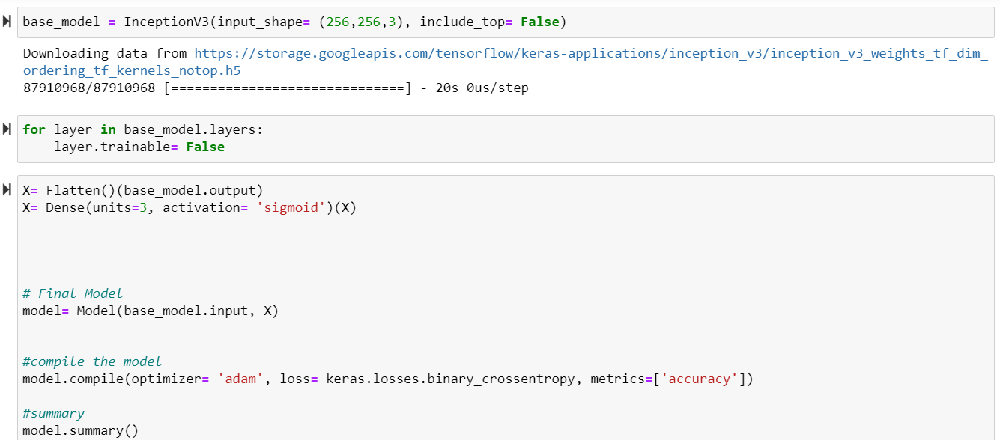 base_model = InceptionV3(input_shape= (256,256,3), include_top= False)
Downloading data from https://storage.googleapis.com/tensorflow/keras-applications/inception_v3/inception_v3_weights_tf_dim_
ordering_tf_kernels_notop.h5
87910968/87910968 [==============================] - 20s 0us/step
for layer in base_model.layers:
    layer.trainable= False
X= Flatten()(base_model.output)
X= Dense(units=3, activation= 'sigmoid')(X)
# Final Model
model= Model(base_model.input, X)
#compile the model
model.compile(optimizer= 'adam', loss= keras.losses.binary_crossentropy, metrics=['accuracy'])
#summary
model.summary()